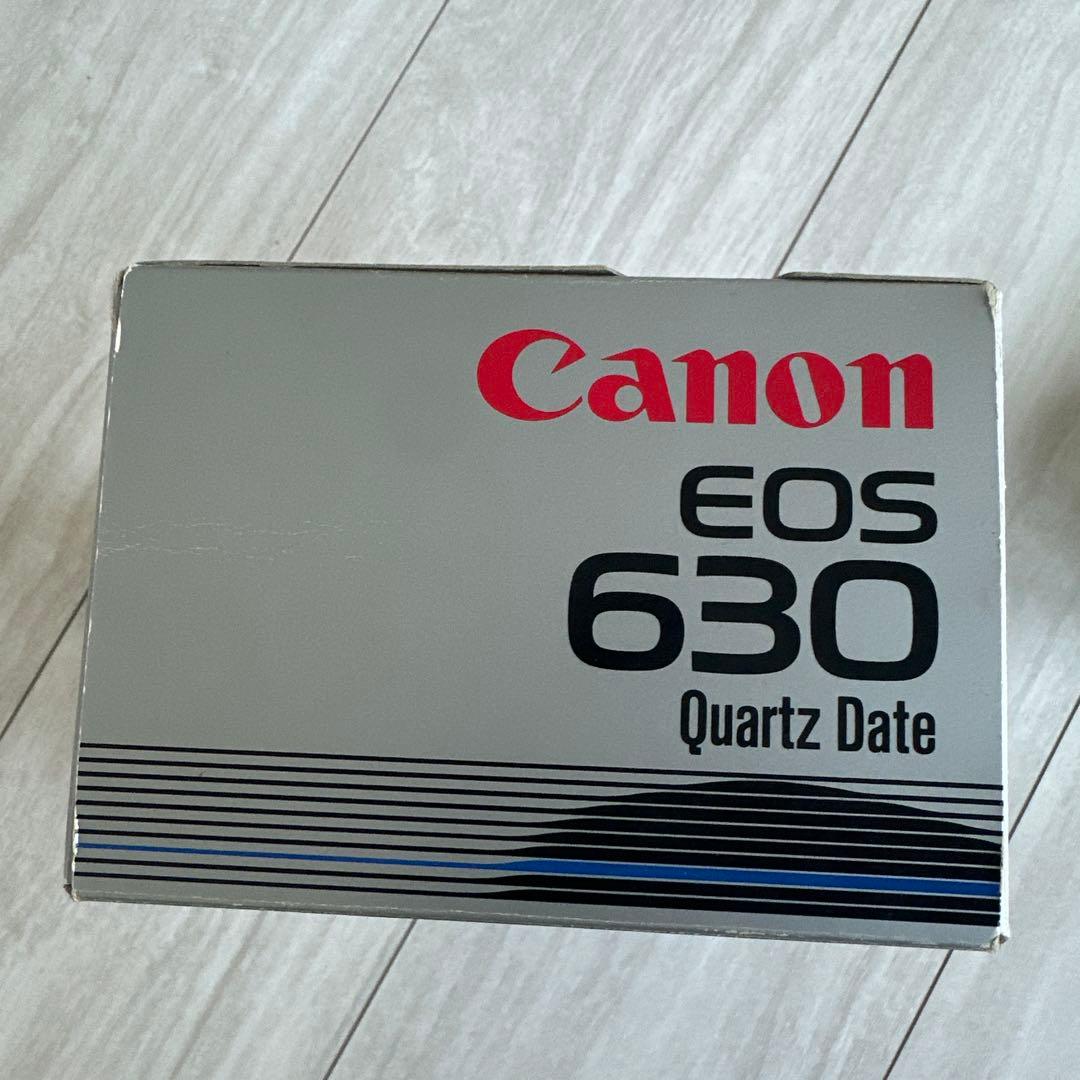 Canon
EOS
630
Quartz Date